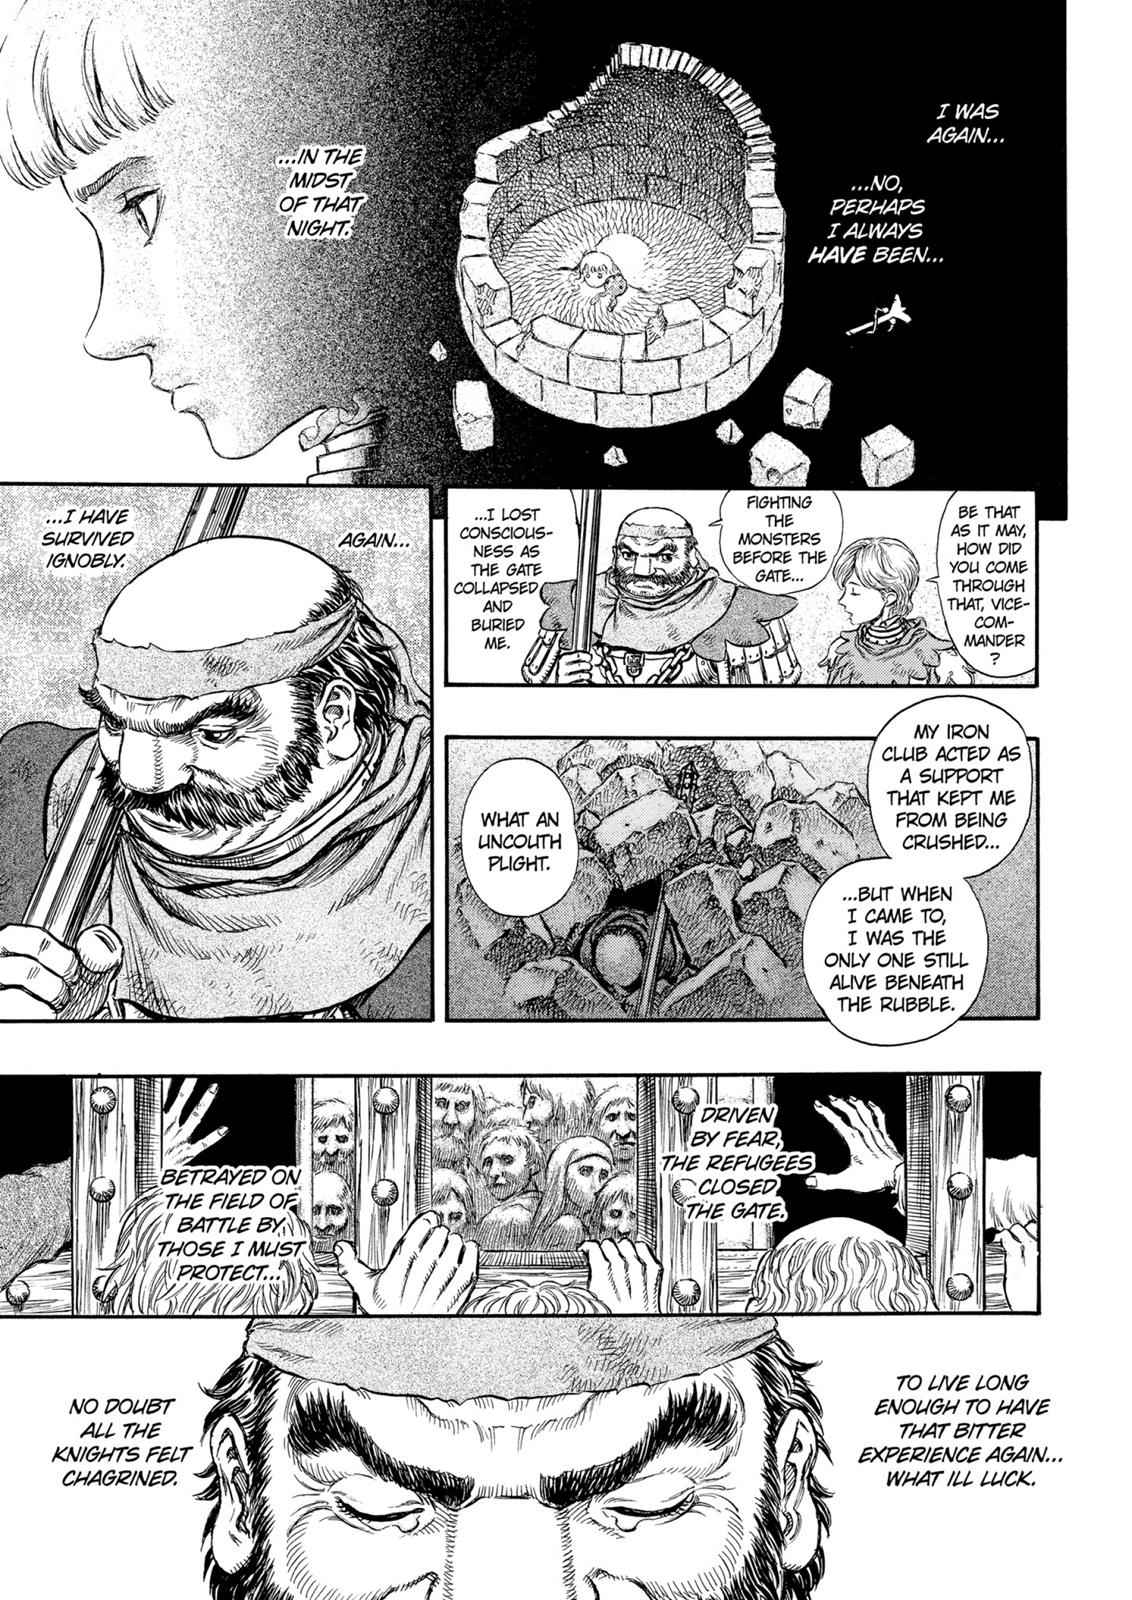 I WAS
AGAIN...
...NO,
PERHAPS
I ALWAYS
HAVE BEEN...
...IN THE
MIDST
OF THAT
NIGHT.
BE THAT
AS IT MAY,
HOW DID
YOU COME
THROUGH
THAT, VICE-
COM-
MANDER
?
FIGHTING
THE
MONSTERS
BEFORE THE
GATE...
...I LOST
CONSCIOUS-
NESS AS
THE GATE
COLLAPSED
AND
BURIED
ME.
MY IRON
CLUB ACTED AS
A SUPPORT
THAT KEPT ME
FROM BEING
CRUSHED...
...BUT WHEN
I CAME TO,
I WAS THE
ONLY ONE STILL
ALIVE BENEATH
THE RUBBLE.
WHAT AN
UNCOUTH
PLIGHT.
AGAIN...
...I HAVE
SURVIVED
IGNOBLY.
DRIVEN
BY FEAR,
THE REFUGEES
CLOSED
THE GATE.
BETRAYED ON
THE FIELD OF
BATTLE BY
THOSE I MUST
PROTECT...
TO LIVE LONG
ENOUGH TO HAVE
THAT BITTER
EXPERIENCE AGAIN...
WHAT ILL LUCK.
NO DOUBT
ALL THE
KNIGHTS FELT
CHAGRINED.